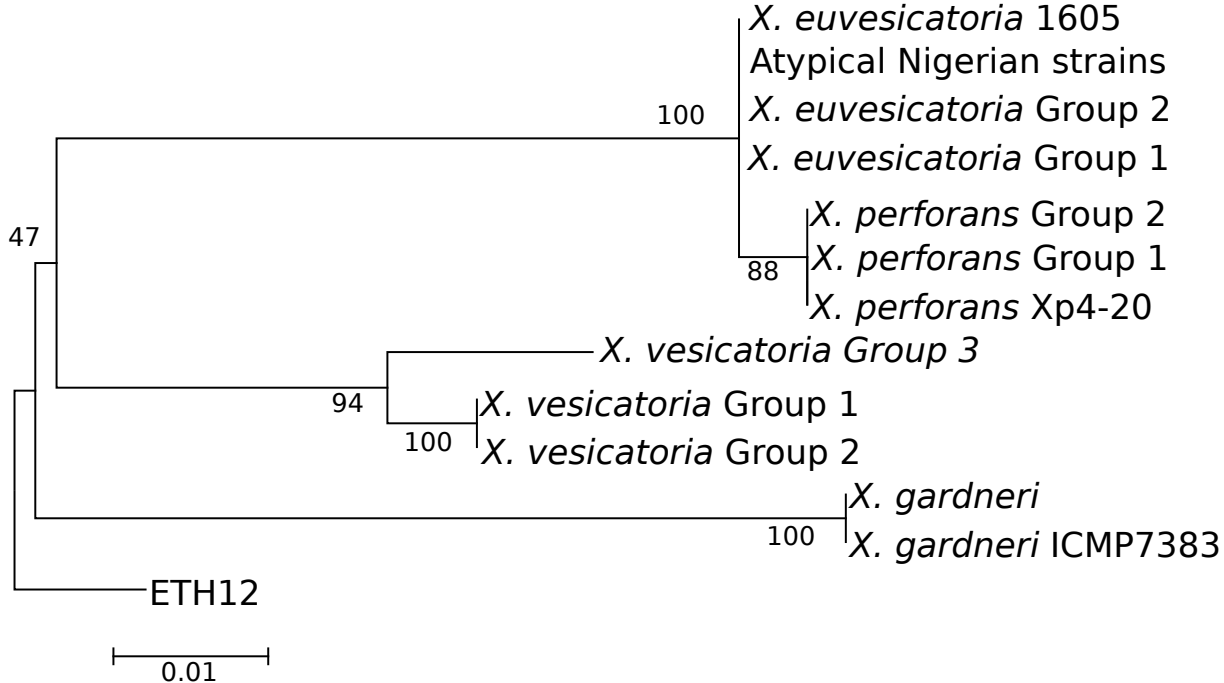 X. euvesicatoria 1605
Atypical Nigerian strains
100
X. euvesicatoria Group 2
X. euvesicatoria Group 1
X. perforans Group 2
47
X. perforans Group 1
88
X. perforans Xp4-20
X. vesicatoria Group 3
94
X. vesicatoria Group 1
100
X. vesicatoria Group 2
X. gardneri
100
X. gardneri ICMP7383
ETH12
0.01